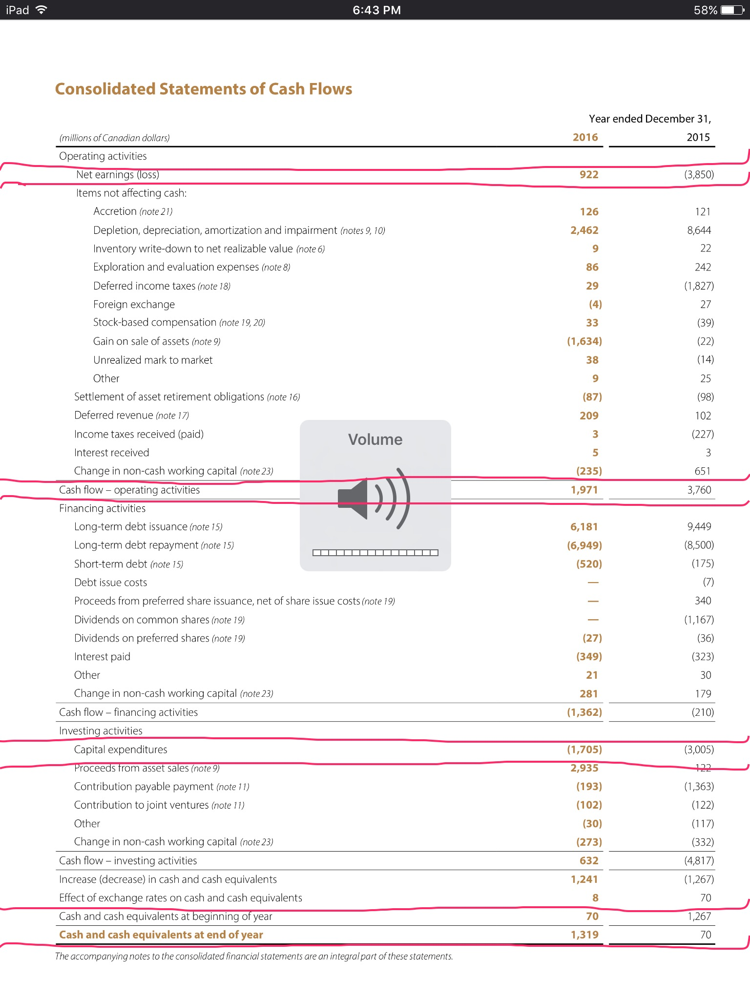 iPad 6:43 PM 58%
Consolidated Statements of Cash Flows
Year ended December 31,
(millions of Canadian dollars) 2016 2015
Operating activities
Net earnings (loss) 922 (3,850)
Items not affecting cash:
Accretion (note 21) 126 121
Depletion, depreciation, amortization and impairment (notes 9, 10) 2,462 8,644
Inventory write-down to net realizable value (note 6) 9 22
Exploration and evaluation expenses (note 8) 86 242
Deferred income taxes (note 18) 29 (1,827)
Foreign exchange (4) 27
Stock-based compensation (note 19, 20) 33 (39)
Gain on sale of assets (note 9) (1,634) (22)
Unrealized mark to market 38 (14)
Other 9 25
Settlement of asset retirement obligations (note 16) (87) (98)
Deferred revenue (note 17) 209 102
Income taxes received (paid) 3 (227)
Volume
Interest received 5 3
Change in non-cash working capital (note 23) (235) 651
Cash flow – operating activities 1,971 3,760
Financing activities
Long-term debt issuance (note 15) 6,181 9,449
Long-term debt repayment (note 15) (6,949) (8,500)
Short-term debt (note 15) (520) (175)
Debt issue costs — (7)
Proceeds from preferred share issuance, net of share issue costs (note 19) — 340
Dividends on common shares (note 19) — (1,167)
Dividends on preferred shares (note 19) (27) (36)
Interest paid (349) (323)
Other 21 30
Change in non-cash working capital (note 23) 281 179
Cash flow – financing activities (1,362) (210)
Investing activities
Capital expenditures (1,705) (3,005)
Proceeds from asset sales (note 9) 2,935 122
Contribution payable payment (note 11) (193) (1,363)
Contribution to joint ventures (note 11) (102) (122)
Other (30) (117)
Change in non-cash working capital (note 23) (273) (332)
Cash flow – investing activities 632 (4,817)
Increase (decrease) in cash and cash equivalents 1,241 (1,267)
Effect of exchange rates on cash and cash equivalents 8 70
Cash and cash equivalents at beginning of year 70 1,267
Cash and cash equivalents at end of year 1,319 70
The accompanying notes to the consolidated financial statements are an integral part of these statements.